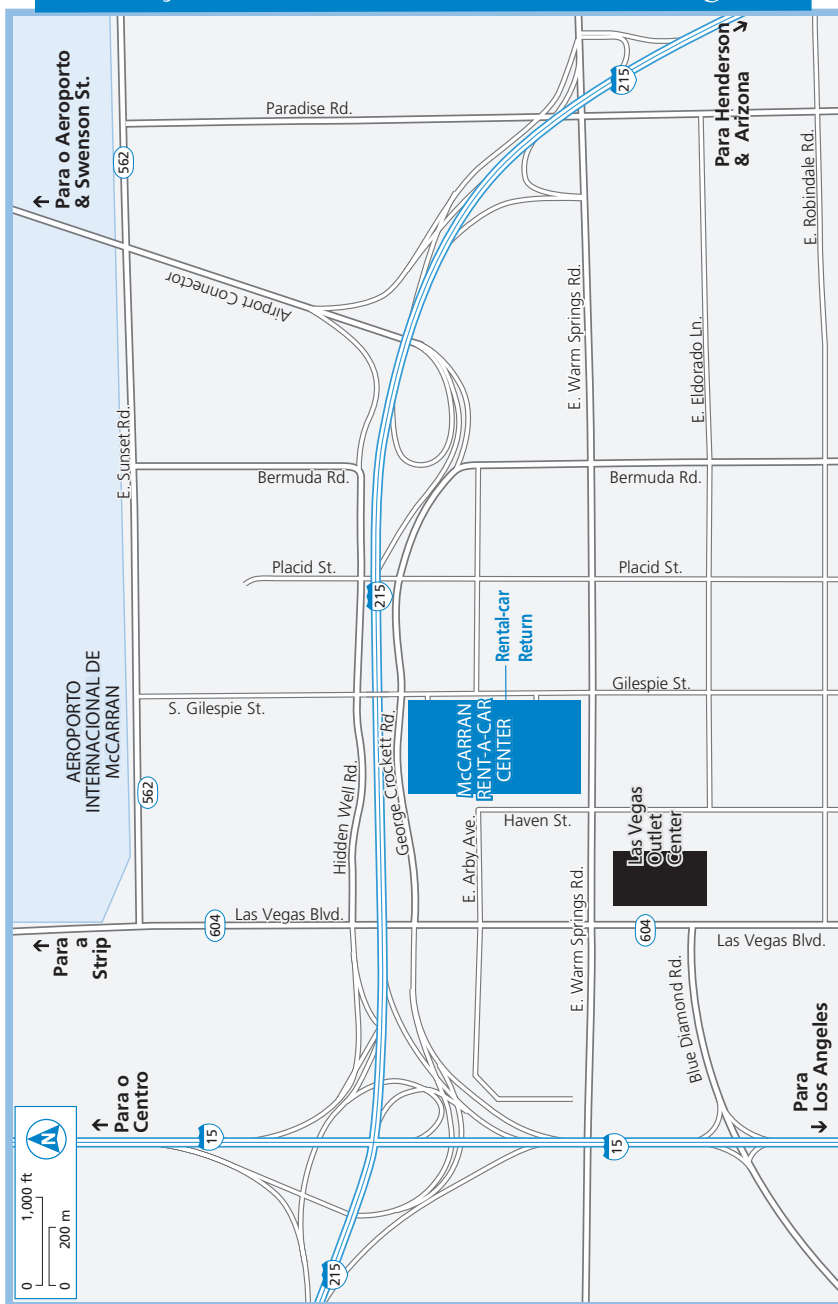 Paradise Rd.
562
↑
Para o Aeroporto
& Swenson St.
Airport Connector
215
Para Henderson
& Arizona
↓
E. Robindale Rd.
E. Warm Springs Rd.
E. Eldorado Ln.
E. Sunset Rd.
Bermuda Rd.
Bermuda Rd.
Placid St.
Placid St.
215
Rental-car
Return
AEROPORTO
INTERNACIONAL DE
McCARRAN
S. Gilespie St.
Gilespie St.
562
Hidden Well Rd.
George Crockett Rd.
McCARRAN
RENT-A-CAR
CENTER
E. Arby Ave.
Haven St.
Las Vegas
Outlet
Center
↑
Para
a
Strip
604
Las Vegas Blvd.
E. Warm Springs Rd.
604
Las Vegas Blvd.
Blue Diamond Rd.
↑
Para o
Centro
15
15
Para
↓ Los Angeles
215
N
0
1,000 ft
0
200 m